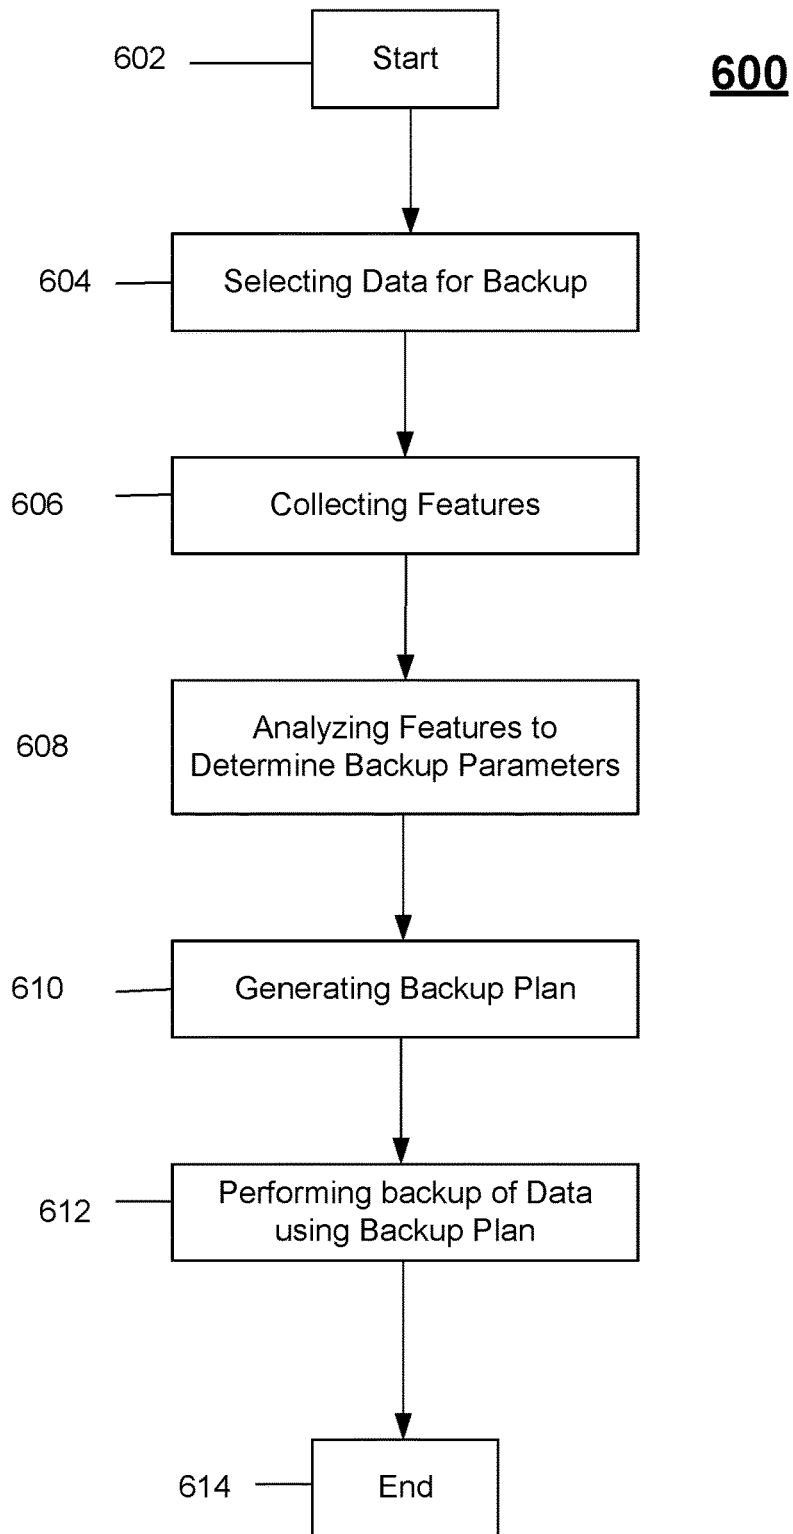 602
Start
600
604
Selecting Data for Backup
606
Collecting Features
608
Analyzing Features to
Determine Backup Parameters
610
Generating Backup Plan
612
Performing backup of Data
using Backup Plan
614
End